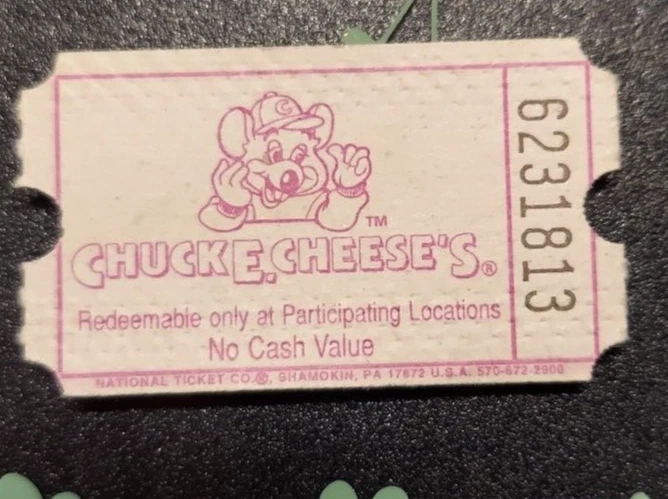 C
TM
CHUCK E. CHEESE'S®
Redeemable only at Participating Locations
No Cash Value
NATIONAL TICKET CO.®, SHAMOKIN, PA 17872 U.S.A. 570-672-2900
6231813